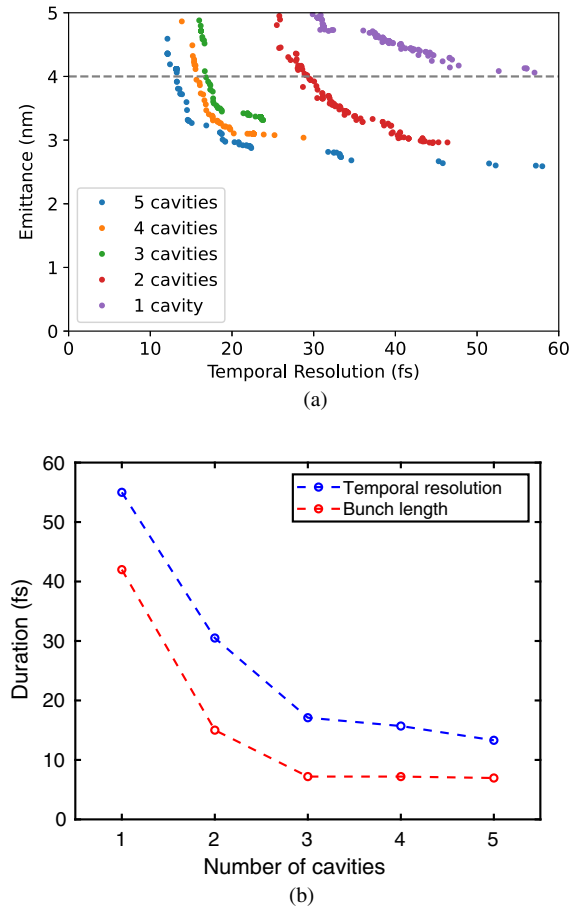 5
4
3
2
1
0
Emittance (nm)
5 cavities
4 cavities
3 cavities
2 cavities
1 cavity
0 10 20 30 40 50 60
Temporal Resolution (fs)
(a)
60
50
40
30
20
10
0
Duration (fs)
Temporal resolution
Bunch length
1 2 3 4 5
Number of cavities
(b)